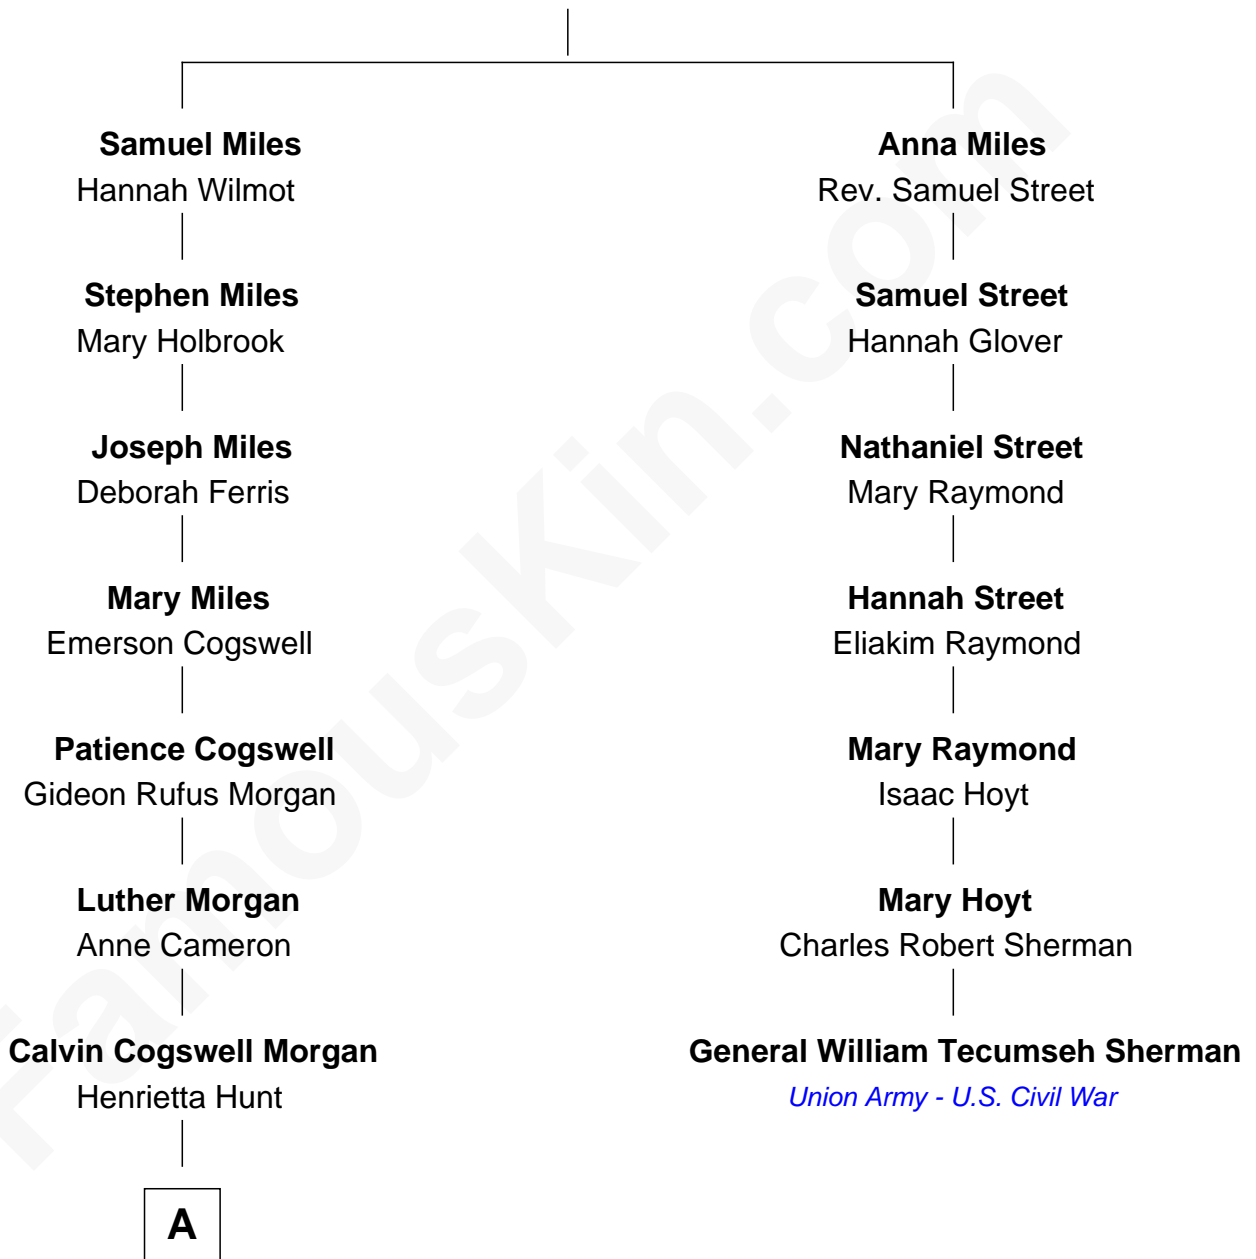 Samuel Miles
Hannah Wilmot
Stephen Miles
Mary Holbrook
Joseph Miles
Deborah Ferris
Mary Miles
Emerson Cogswell
Patience Cogswell
Gideon Rufus Morgan
Luther Morgan
Anne Cameron
Calvin Cogswell Morgan
Henrietta Hunt
A
Anna Miles
Rev. Samuel Street
Samuel Street
Hannah Glover
Nathaniel Street
Mary Raymond
Hannah Street
Eliakim Raymond
Mary Raymond
Isaac Hoyt
Mary Hoyt
Charles Robert Sherman
General William Tecumseh Sherman
Union Army - U.S. Civil War
FamousKin.com